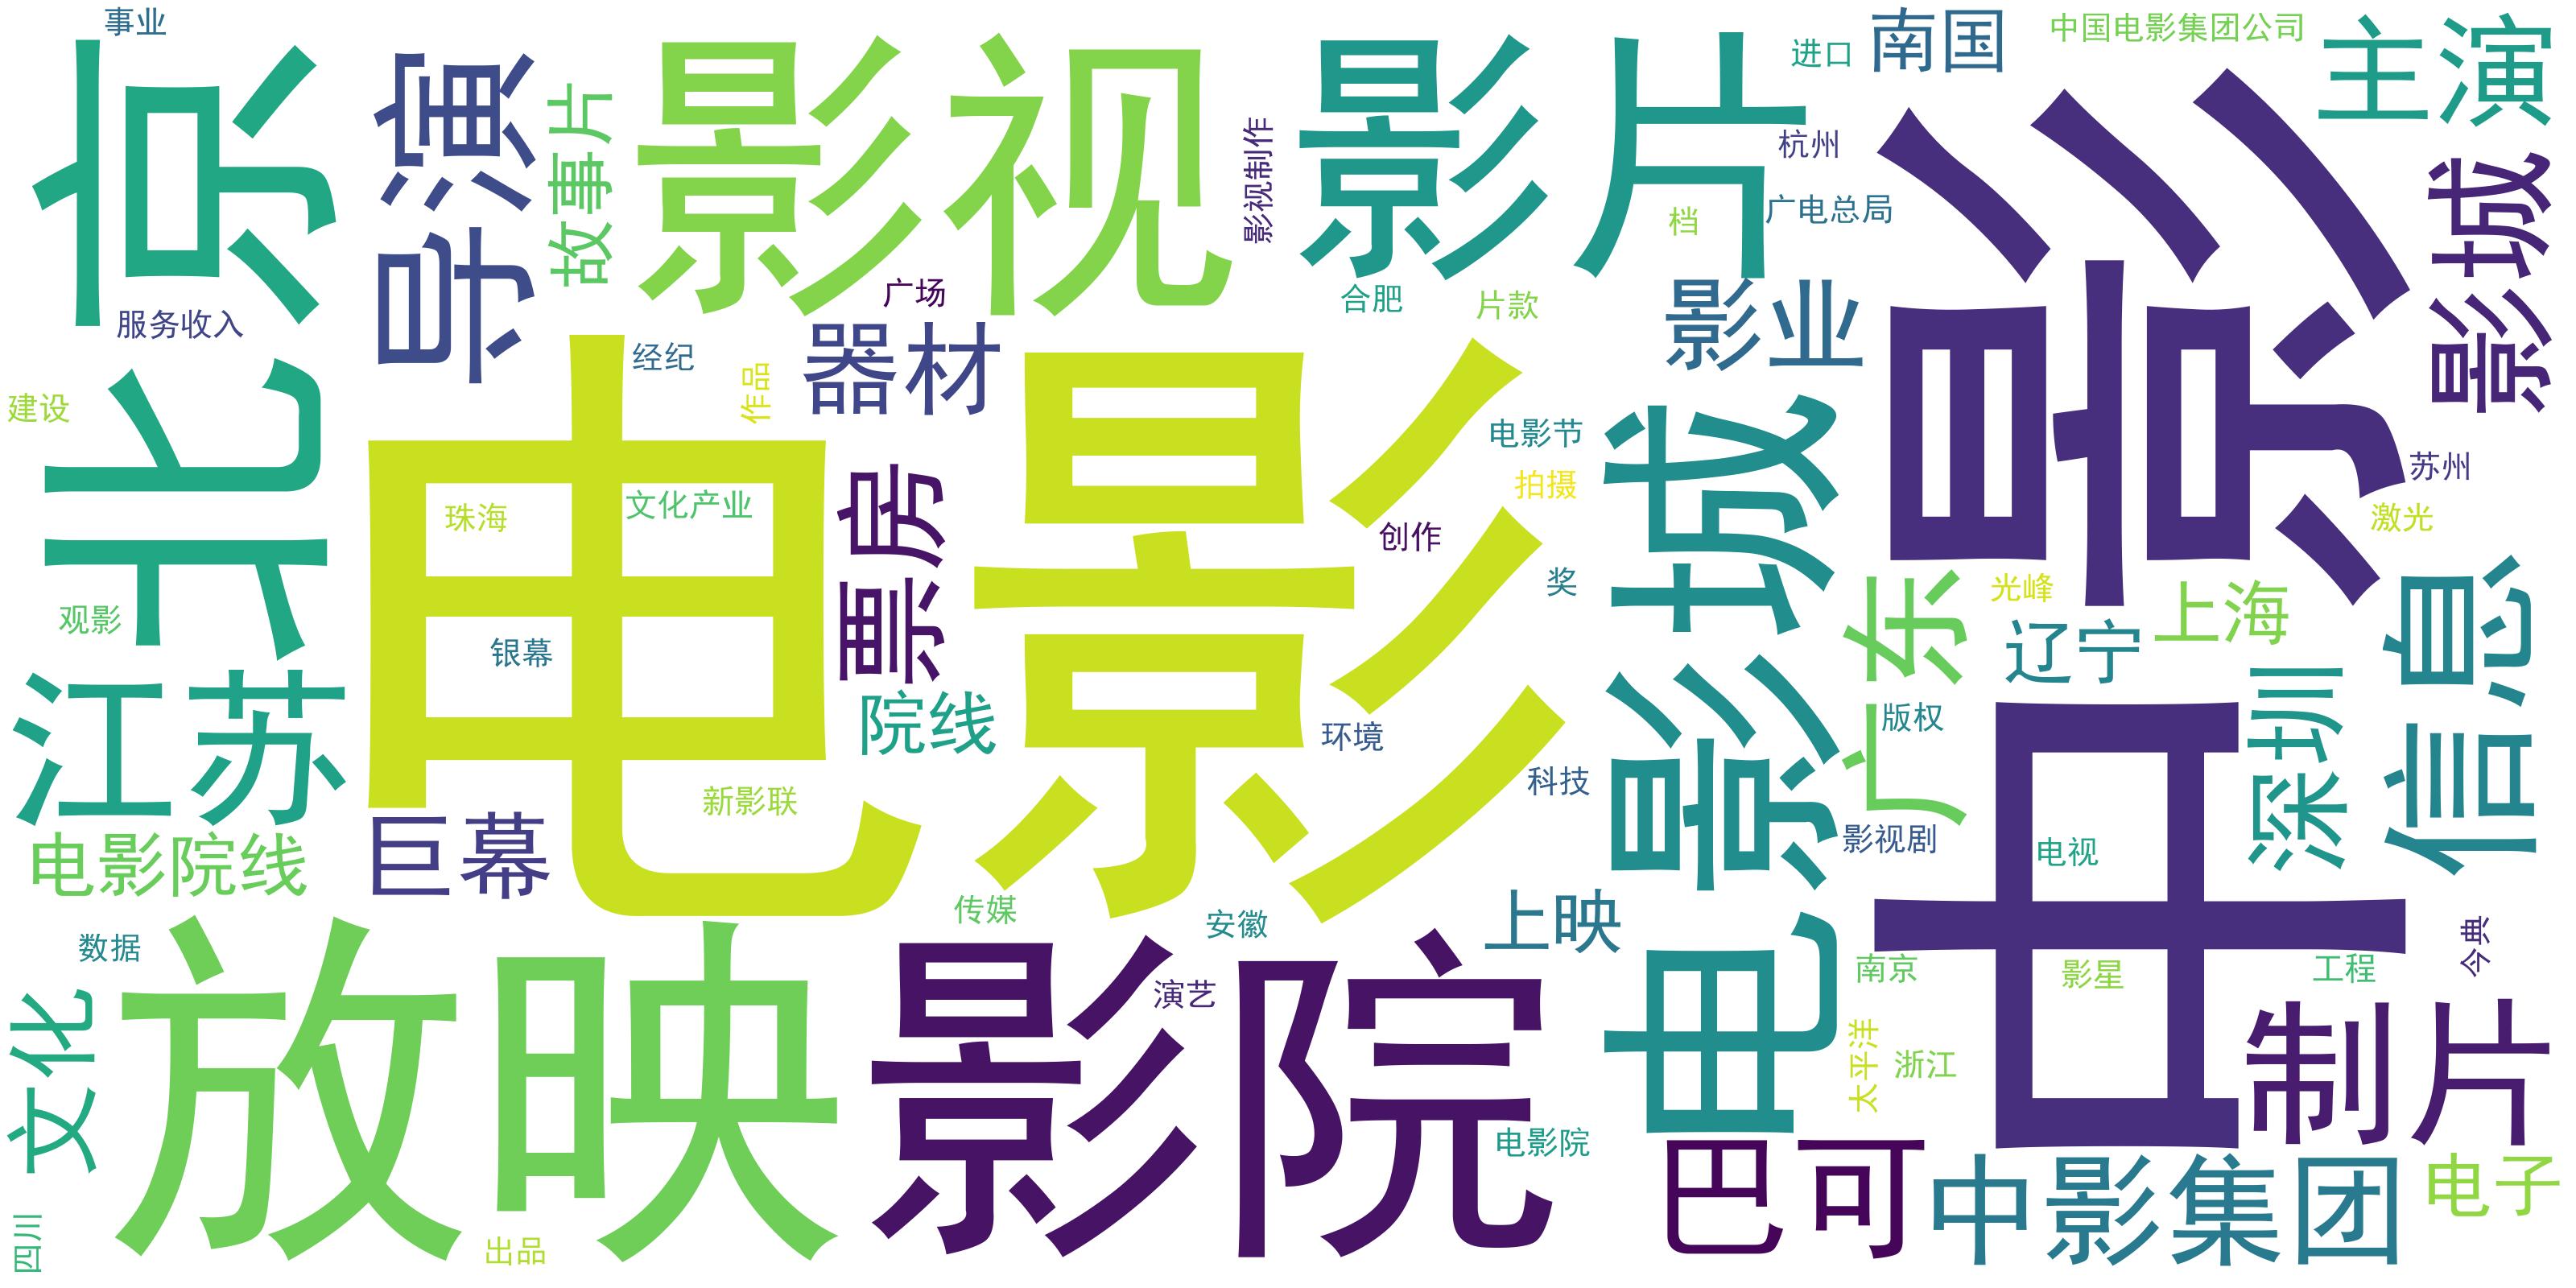 事业
北京
导演
故事片
影视
影片
影视制作
进口
南国
中国电影集团公司
主演
影城
杭州
广电总局
档
中影
服务收入
广场
合肥
片款
影业
经纪
作品
器材
电影
建设
电影节
电影城
苏州
拍摄
激光
珠海
文化产业
票房
创作
奖
光峰
上海
广东
信息
观影
银幕
辽宁
江苏
院线
环境
科技
版权
深圳
新影联
巨幕
电影院线
影视剧
电视
传媒
安徽
上映
数据
放映
影院
演艺
南京
影星
工程
今典
文化
太平洋
浙江
制片
电影院
巴可
中影集团
电子
四川
出品